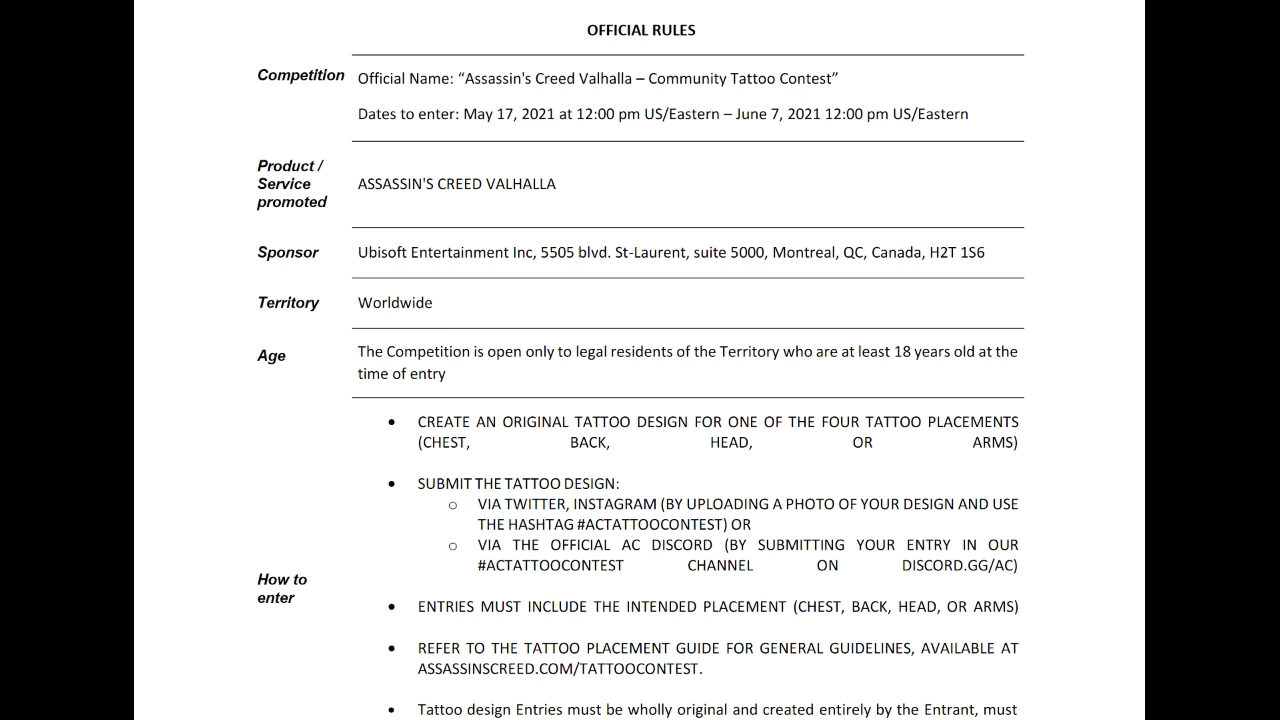 OFFICIAL RULES
Competition
Official Name: “Assassin's Creed Valhalla – Community Tattoo Contest”
Dates to enter: May 17, 2021 at 12:00 pm US/Eastern – June 7, 2021 12:00 pm US/Eastern
Product /
Service
promoted
ASSASSIN'S CREED VALHALLA
Sponsor
Ubisoft Entertainment Inc, 5505 blvd. St-Laurent, suite 5000, Montreal, QC, Canada, H2T 1S6
Territory
Worldwide
Age
The Competition is open only to legal residents of the Territory who are at least 18 years old at the
time of entry
How to
enter
• CREATE AN ORIGINAL TATTOO DESIGN FOR ONE OF THE FOUR TATTOO PLACEMENTS
(CHEST, BACK, HEAD, OR ARMS)
• SUBMIT THE TATTOO DESIGN:
o VIA TWITTER, INSTAGRAM (BY UPLOADING A PHOTO OF YOUR DESIGN AND USE
THE HASHTAG #ACTATTOOCONTEST) OR
o VIA THE OFFICIAL AC DISCORD (BY SUBMITTING YOUR ENTRY IN OUR
#ACTATTOOCONTEST CHANNEL ON DISCORD.GG/AC)
• ENTRIES MUST INCLUDE THE INTENDED PLACEMENT (CHEST, BACK, HEAD, OR ARMS)
• REFER TO THE TATTOO PLACEMENT GUIDE FOR GENERAL GUIDELINES, AVAILABLE AT
ASSASSINSCREED.COM/TATTOOCONTEST.
• Tattoo design Entries must be wholly original and created entirely by the Entrant, must